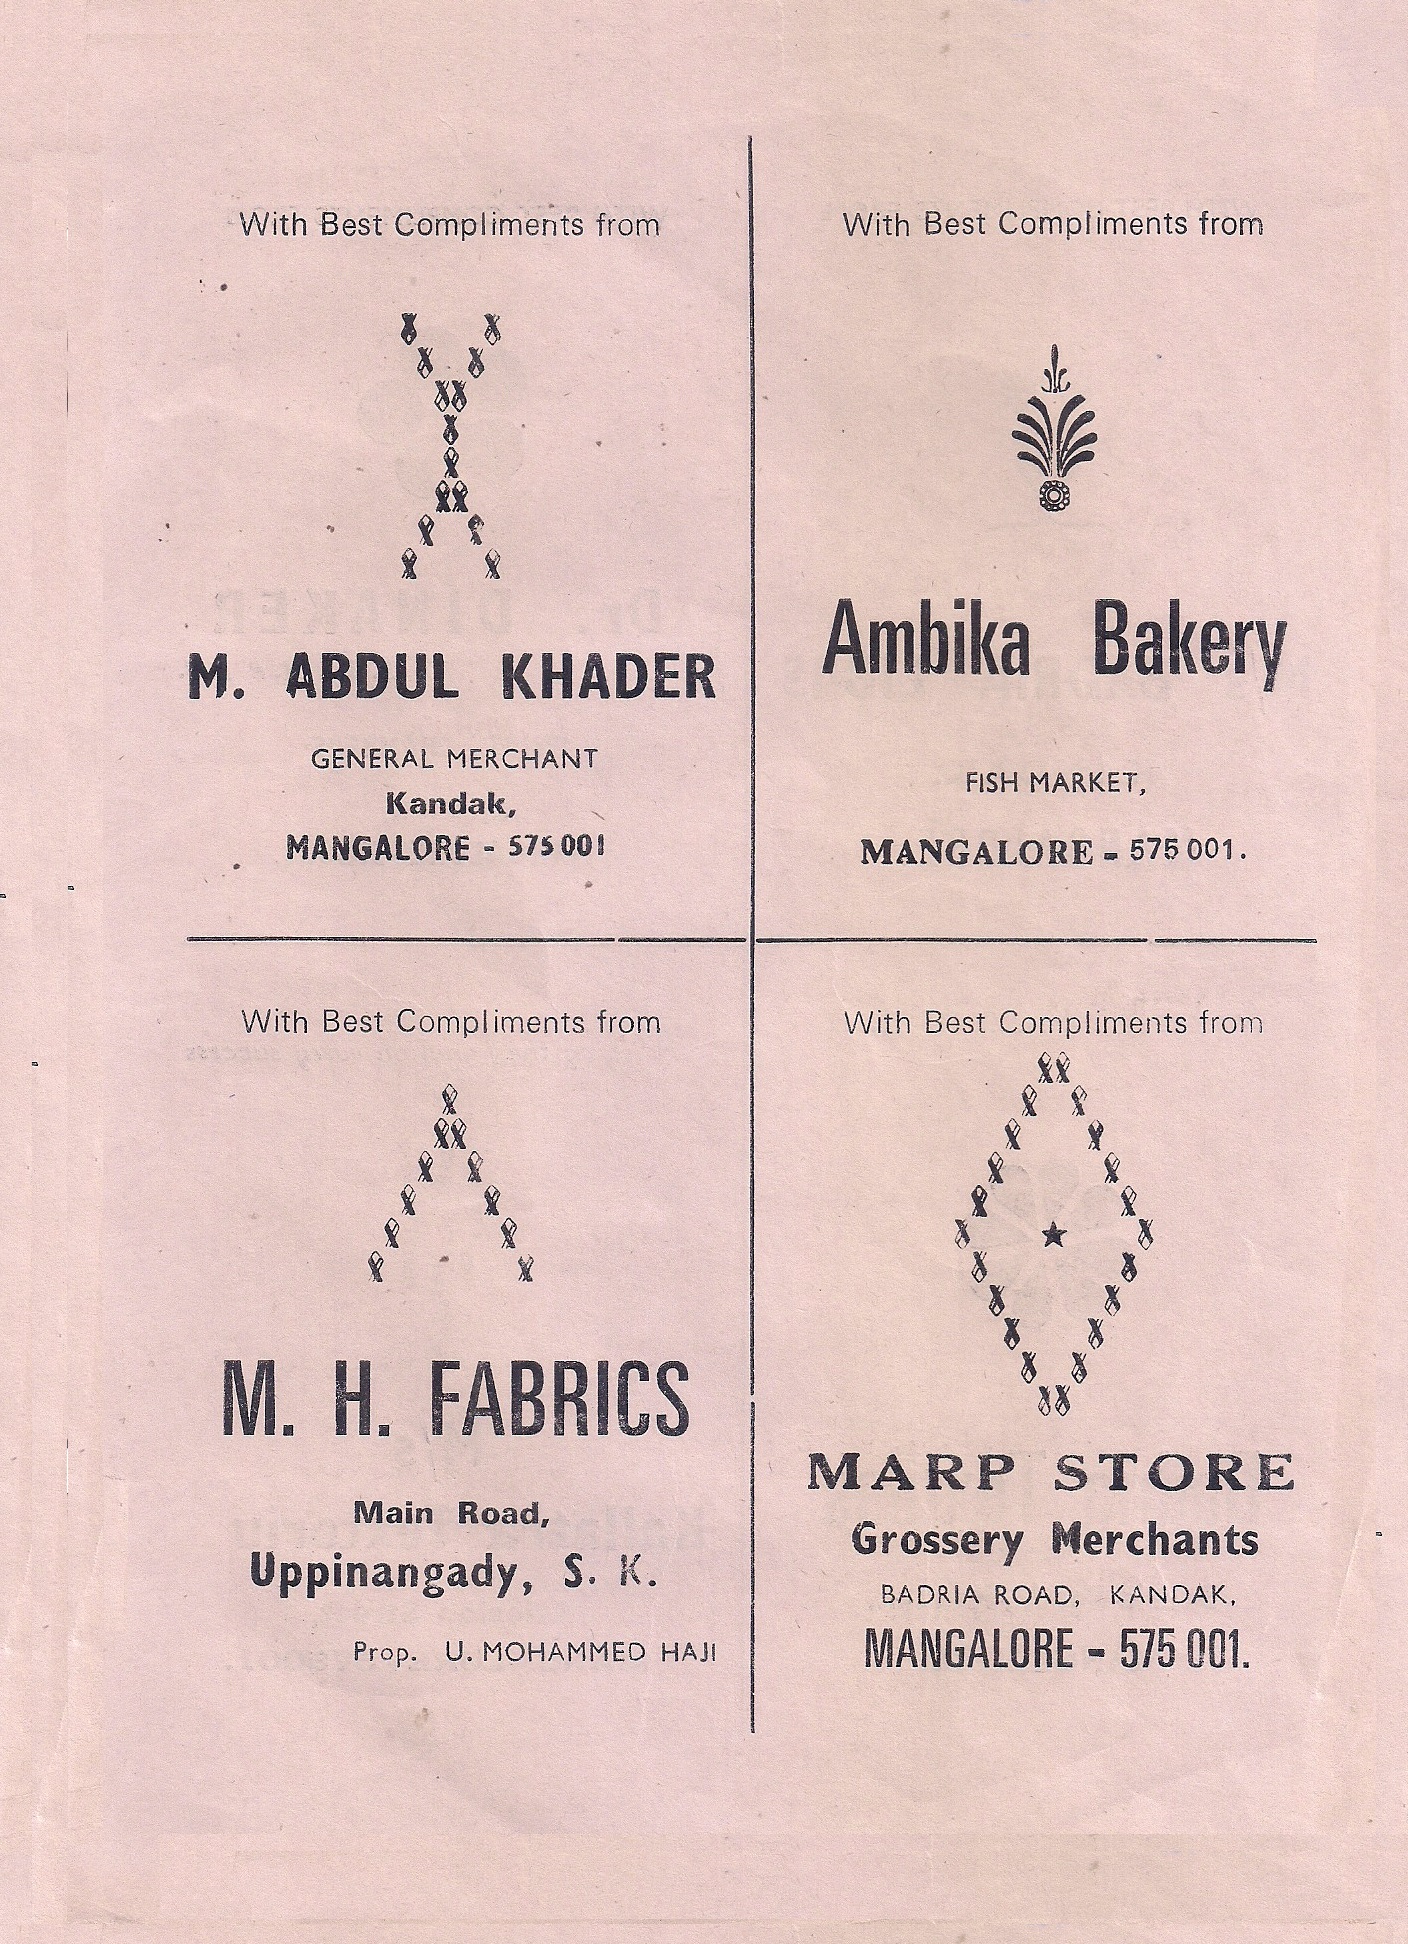 With Best Compliments from
M. ABDUL KHADER
GENERAL MERCHANT
Kandak,
MANGALORE - 575 001
With Best Compliments from
Ambika Bakery
FISH MARKET,
MANGALORE - 575 001.
With Best Compliments from
M. H. FABRICS
Main Road,
Uppinangady, S. K.
Prop. U. MOHAMMED HAJI
With Best Compliments from
MARP STORE
Grossery Merchants
BADRIA ROAD, KANDAK,
MANGALORE - 575 001.